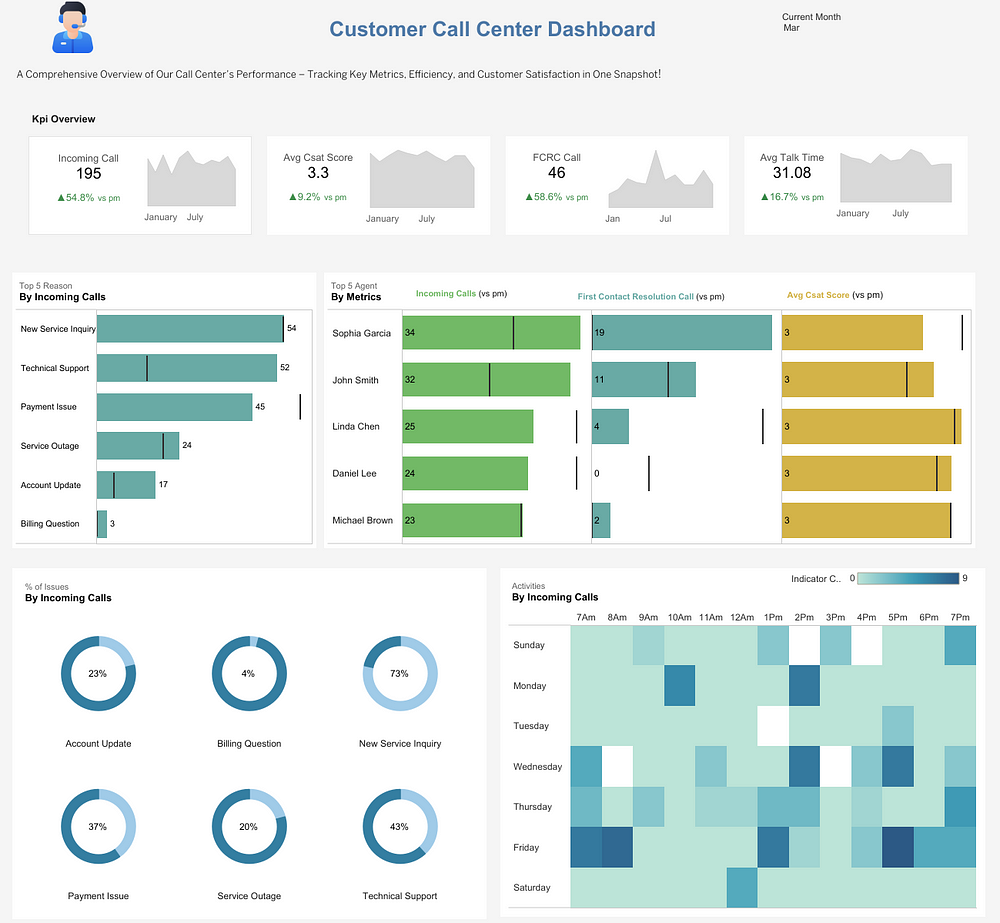 Customer Call Center Dashboard
Current Month
Mar
A Comprehensive Overview of Our Call Center's Performance – Tracking Key Metrics, Efficiency, and Customer Satisfaction in One Snapshot!
Kpi Overview
Incoming Call
195
▲54.8% vs pm
January July
Avg Csat Score
3.3
▲9.2% vs pm
January July
FCRC Call
46
▲58.6% vs pm
Jan Jul
Avg Talk Time
31.08
▲16.7% vs pm
January July
Top 5 Reason
By Incoming Calls
New Service Inquiry 54
Technical Support 52
Payment Issue 45
Service Outage 24
Account Update 17
Billing Question 3
Top 5 Agent
By Metrics
Incoming Calls (vs pm) First Contact Resolution Call (vs pm) Avg Csat Score (vs pm)
Sophia Garcia 34 19 3
John Smith 32 11 3
Linda Chen 25 4 3
Daniel Lee 24 0 3
Michael Brown 23 2 3
% of Issues
By Incoming Calls
23% 4% 73%
Account Update Billing Question New Service Inquiry
37% 20% 43%
Payment Issue Service Outage Technical Support
Activities
By Incoming Calls
Indicator C.. 0 9
7Am 8Am 9Am 10Am 11Am 12Am 1Pm 2Pm 3Pm 4Pm 5Pm 6Pm 7Pm
Sunday
Monday
Tuesday
Wednesday
Thursday
Friday
Saturday